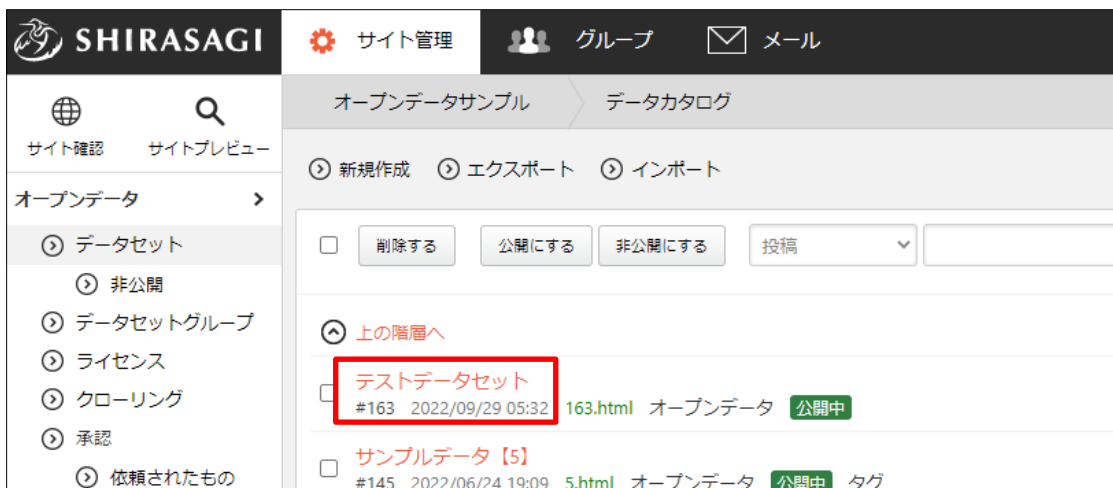 SHIRASAGI
サイト管理 グループ メール
サイト確認 サイトプレビュー
オープンデータサンプル データカタログ
新規作成 エクスポート インポート
オープンデータ
データセット
非公開
データセットグループ
ライセンス
クローリング
承認
依頼されたもの
削除する 公開にする 非公開にする 投稿
上の階層へ
テストデータセット
#163 2022/09/29 05:32 163.html オープンデータ 公開中
サンプルデータ【5】
#145 2022/06/24 19:09 5.html オープンデータ 公開中 タグ